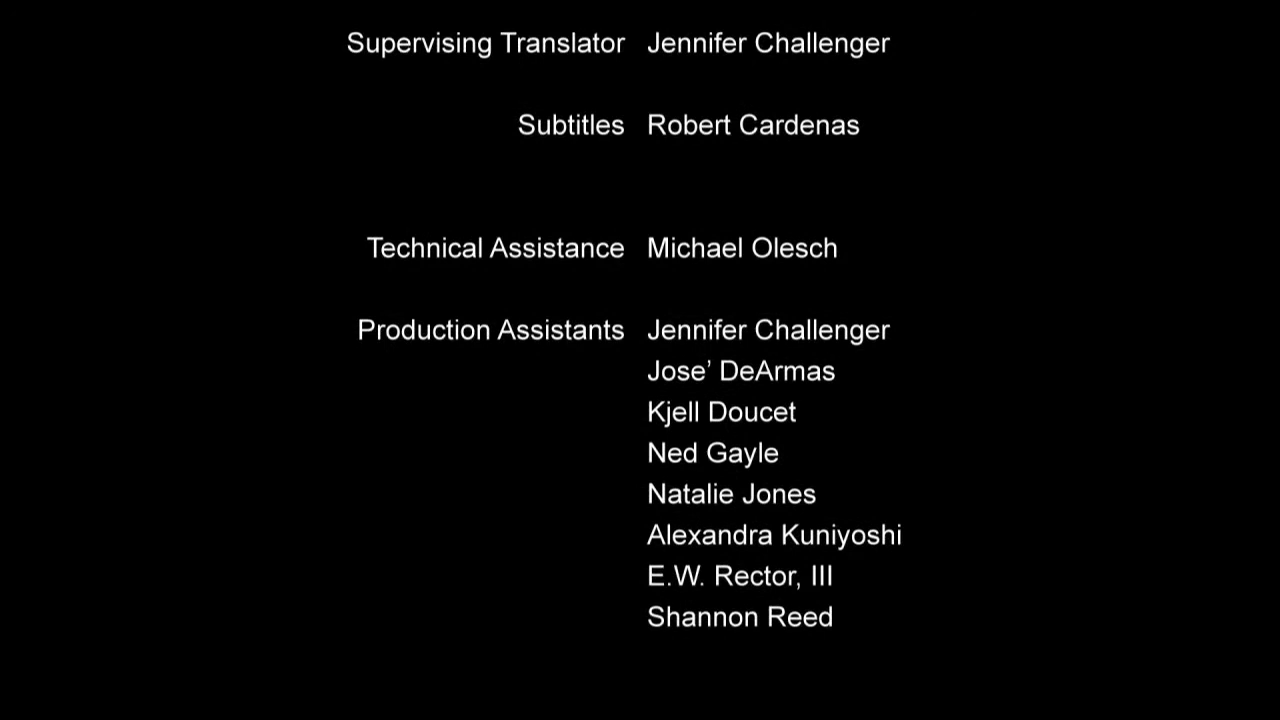 Supervising Translator Jennifer Challenger
Subtitles Robert Cardenas
Technical Assistance Michael Olesch
Production Assistants Jennifer Challenger
Jose’ DeArmas
Kjell Doucet
Ned Gayle
Natalie Jones
Alexandra Kuniyoshi
E.W. Rector, III
Shannon Reed